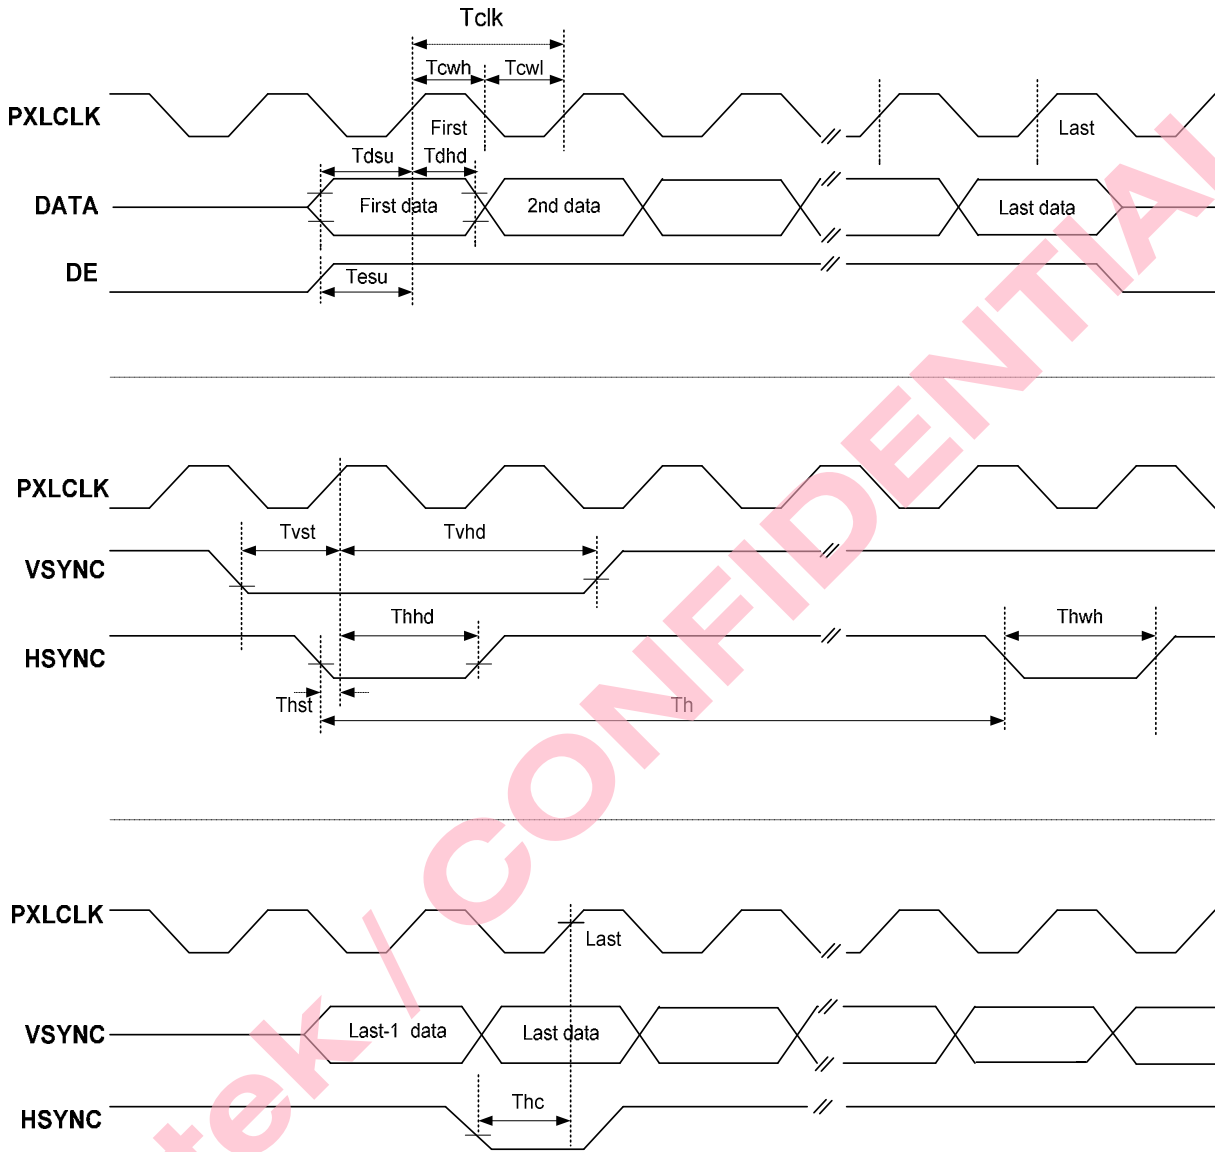 Tclk
Tcwh Tcwl
PXLCLK
First Last
Tdsu Tdhd
DATA First data 2nd data Last data
DE
Tesu
PXLCLK
Tvst Tvhd
VSYNC
Thhd Thwh
HSYNC
Thst Th
PXLCLK
Last
VSYNC Last-1 data Last data
Thc
HSYNC
tek / CONFIDENTIAL